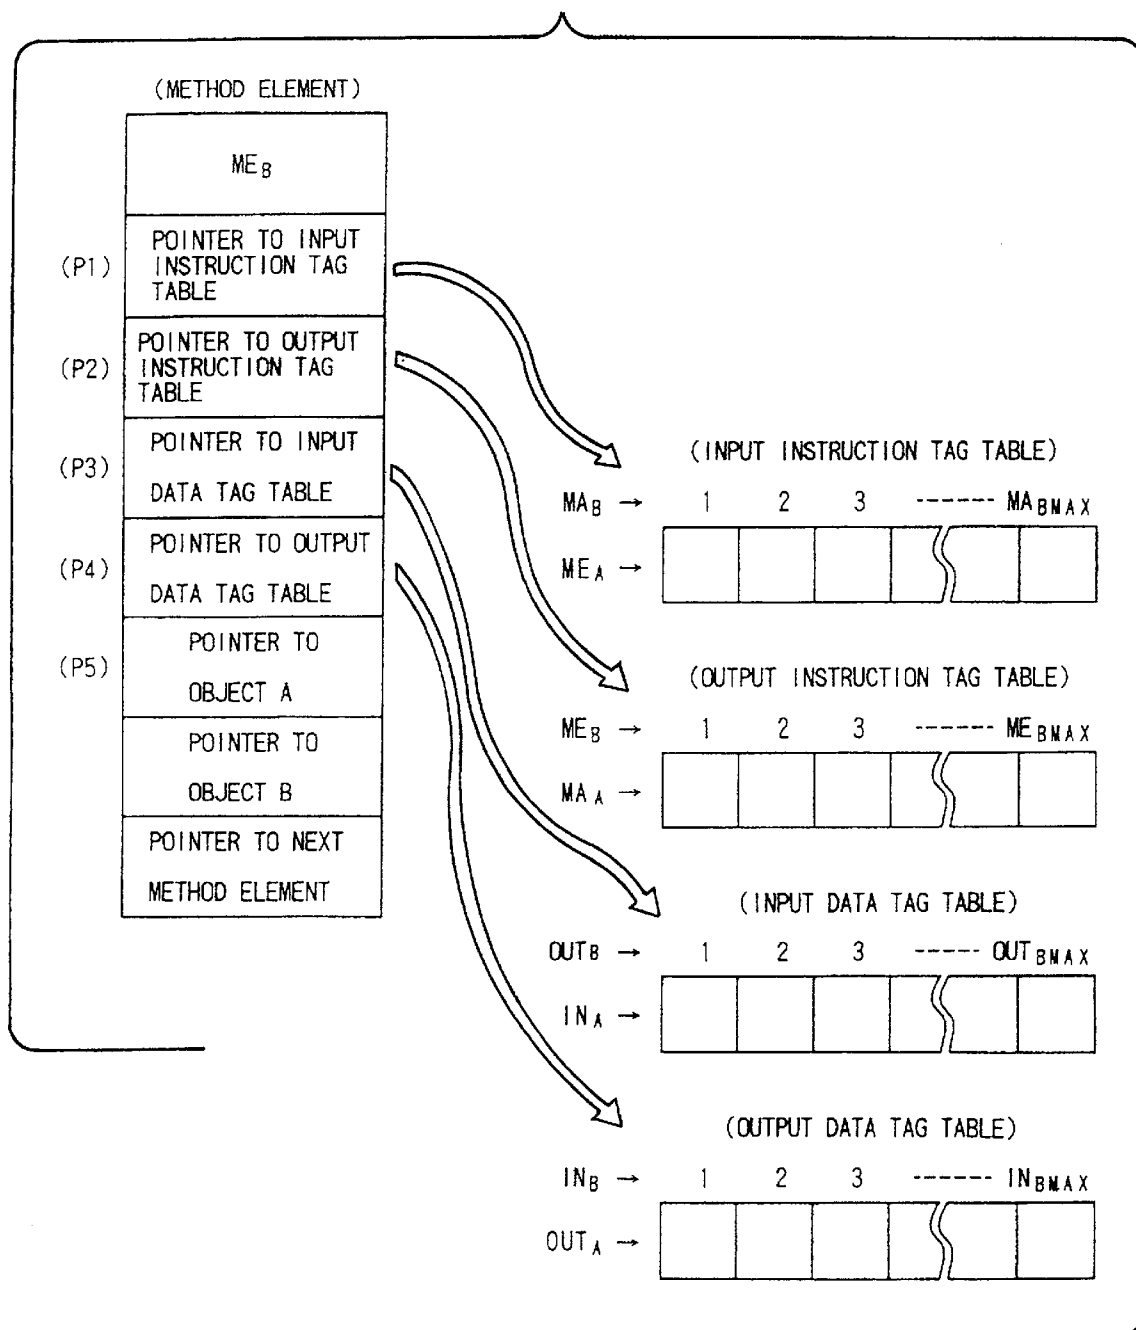 (METHOD ELEMENT)
MEB
(P1)
POINTER TO INPUT
INSTRUCTION TAG
TABLE
(P2)
POINTER TO OUTPUT
INSTRUCTION TAG
TABLE
(P3)
POINTER TO INPUT
DATA TAG TABLE
(P4)
POINTER TO OUTPUT
DATA TAG TABLE
(P5)
POINTER TO
OBJECT A
POINTER TO
OBJECT B
POINTER TO NEXT
METHOD ELEMENT
(INPUT INSTRUCTION TAG TABLE)
MAB → 1 2 3 ------ MABMAX
MEA →
(OUTPUT INSTRUCTION TAG TABLE)
MEB → 1 2 3 ------ MEBMAX
MAA →
(INPUT DATA TAG TABLE)
OUTB → 1 2 3 ----- OUTBMAX
INA →
(OUTPUT DATA TAG TABLE)
INB → 1 2 3 ------ INBMAX
OUTA →